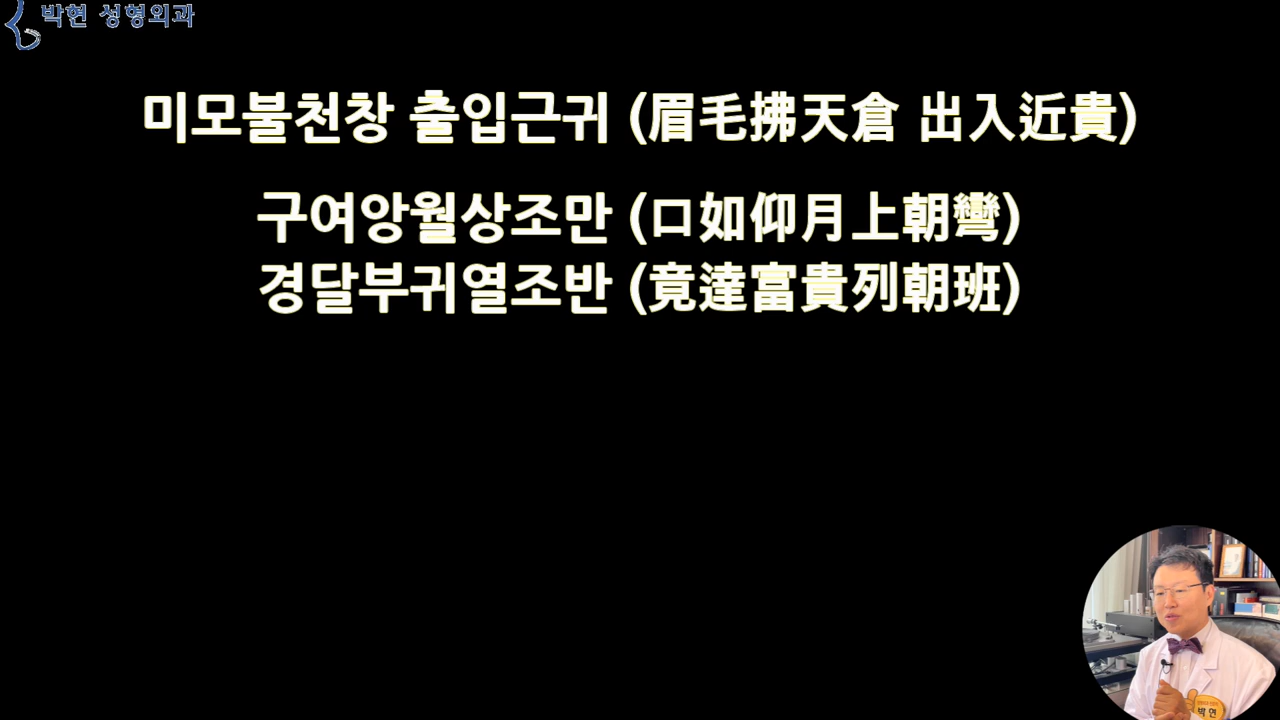 박현 성형외과
미모불천창 출입근귀 (眉毛拂天倉 出入近貴)
구여앙월상조만 (口如仰月上朝彎)
경달부귀열조반 (竟達富貴列朝班)
박 현